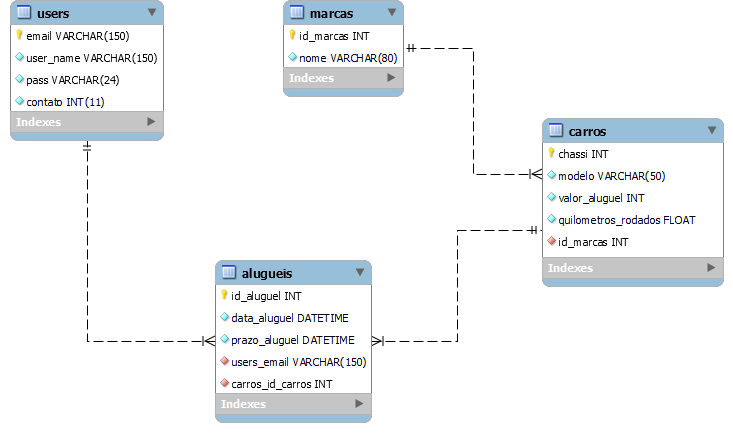 users
email VARCHAR(150)
user_name VARCHAR(150)
pass VARCHAR(24)
contato INT(11)
Indexes
marcas
id_marcas INT
nome VARCHAR(80)
Indexes
carros
chassi INT
modelo VARCHAR(50)
valor_aluguel INT
quilometros_rodados FLOAT
id_marcas INT
Indexes
alugueis
id_aluguel INT
data_aluguel DATETIME
prazo_aluguel DATETIME
users_email VARCHAR(150)
carros_id_carros INT
Indexes